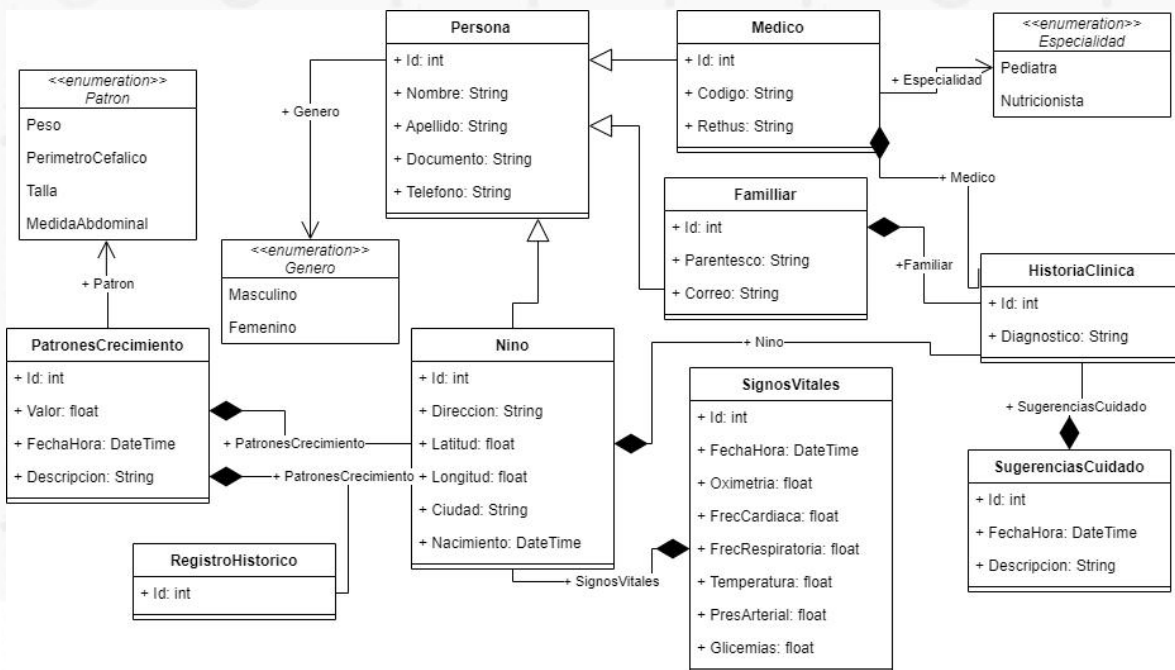 Persona
+ Id: int
+ Nombre: String
+ Apellido: String
+ Documento: String
+ Telefono: String
Medico
+ Id: int
+ Codigo: String
+ Rethus: String
<<enumeration>>
Especialidad
Pediatra
Nutricionista
+ Especialidad
<<enumeration>>
Patron
Peso
PerimetroCefalico
Talla
MedidaAbdominal
+ Genero
+ Medico
Familliar
+ Id: int
+ Parentesco: String
+ Correo: String
<<enumeration>>
Genero
Masculino
Femenino
+Familiar
HistoriaClinica
+ Id: int
+ Diagnostico: String
+ Patron
PatronesCrecimiento
+ Id: int
+ Valor: float
+ FechaHora: DateTime
+ Descripcion: String
+ PatronesCrecimiento
+ PatronesCrecimiento
Nino
+ Id: int
+ Direccion: String
+ Latitud: float
+ Longitud: float
+ Ciudad: String
+ Nacimiento: DateTime
+ Nino
SignosVitales
+ Id: int
+ FechaHora: DateTime
+ Oximetria: float
+ FrecCardiaca: float
+ FrecRespiratoria: float
+ Temperatura: float
+ PresArterial: float
+ Glicemias: float
+ SugerenciasCuidado
SugerenciasCuidado
+ Id: int
+ FechaHora: DateTime
+ Descripcion: String
RegistroHistorico
+ Id: int
+ SignosVitales